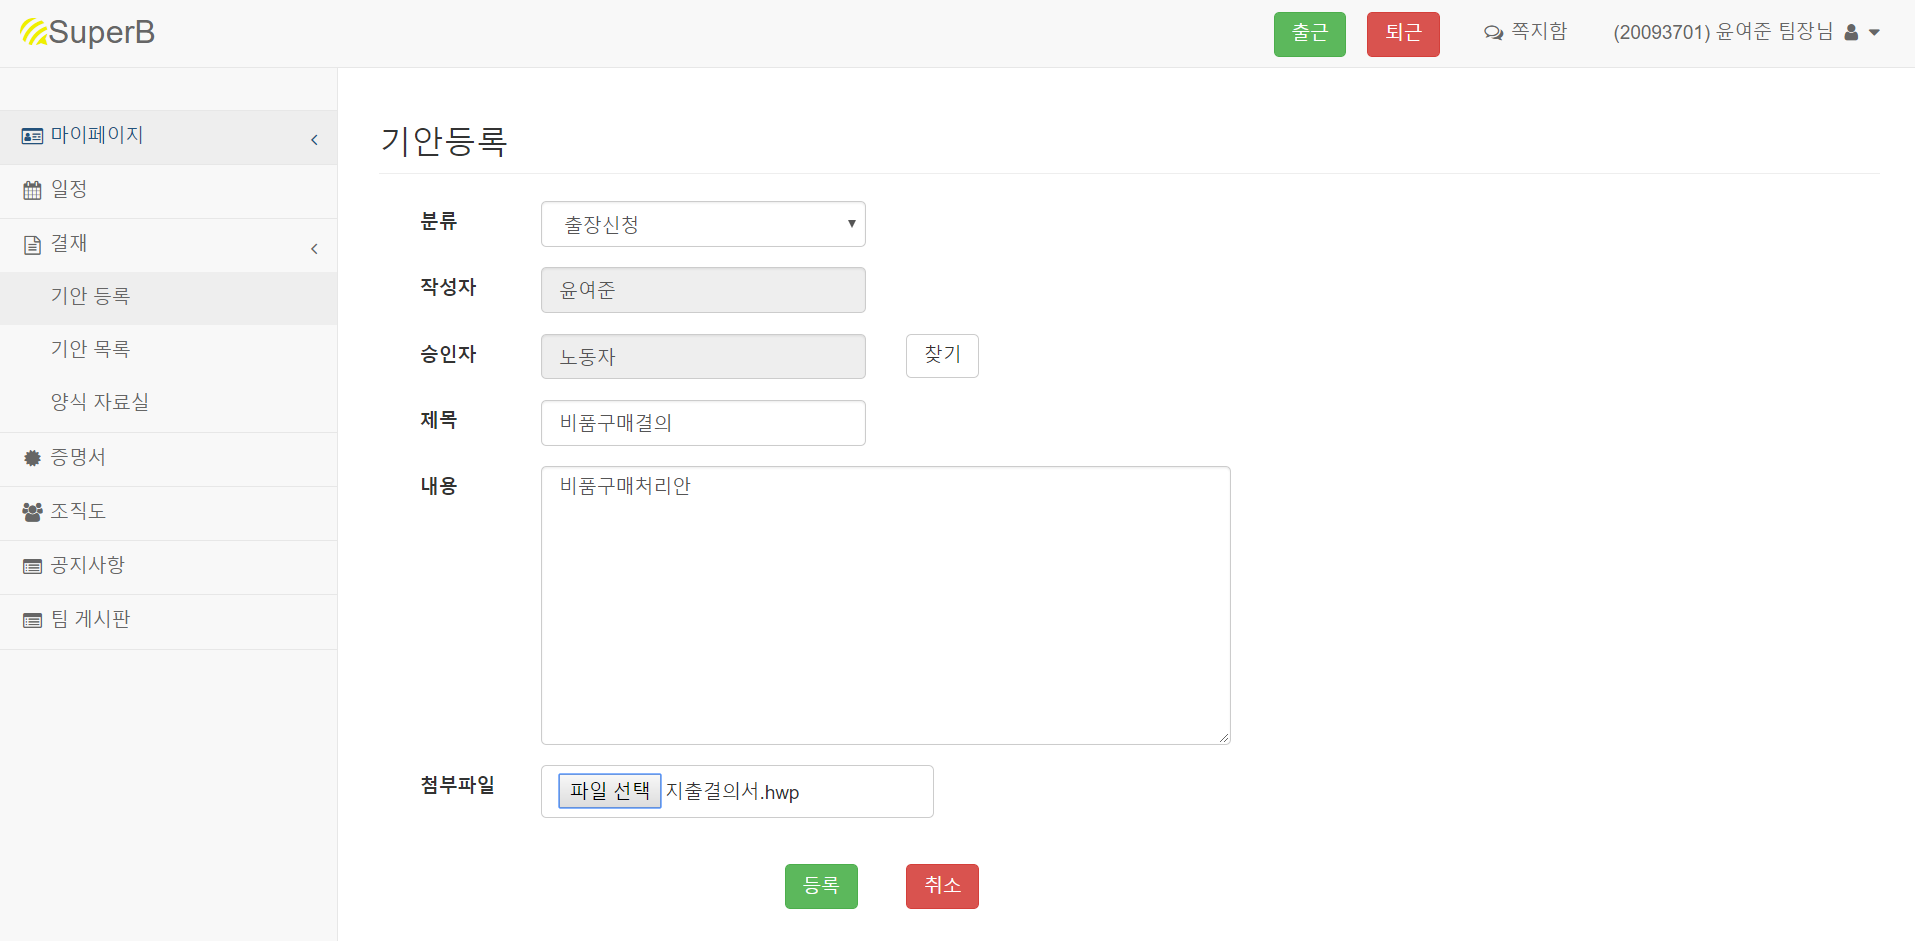 SuperB
출근 퇴근 쪽지함 (20093701) 윤여준 팀장님
마이페이지
일정
결재
기안 등록
기안 목록
양식 자료실
증명서
조직도
공지사항
팀 게시판
기안등록
분류 출장신청
작성자 윤여준
승인자 노동자 찾기
제목 비품구매결의
내용 비품구매처리안
첨부파일 파일 선택 지출결의서.hwp
등록 취소